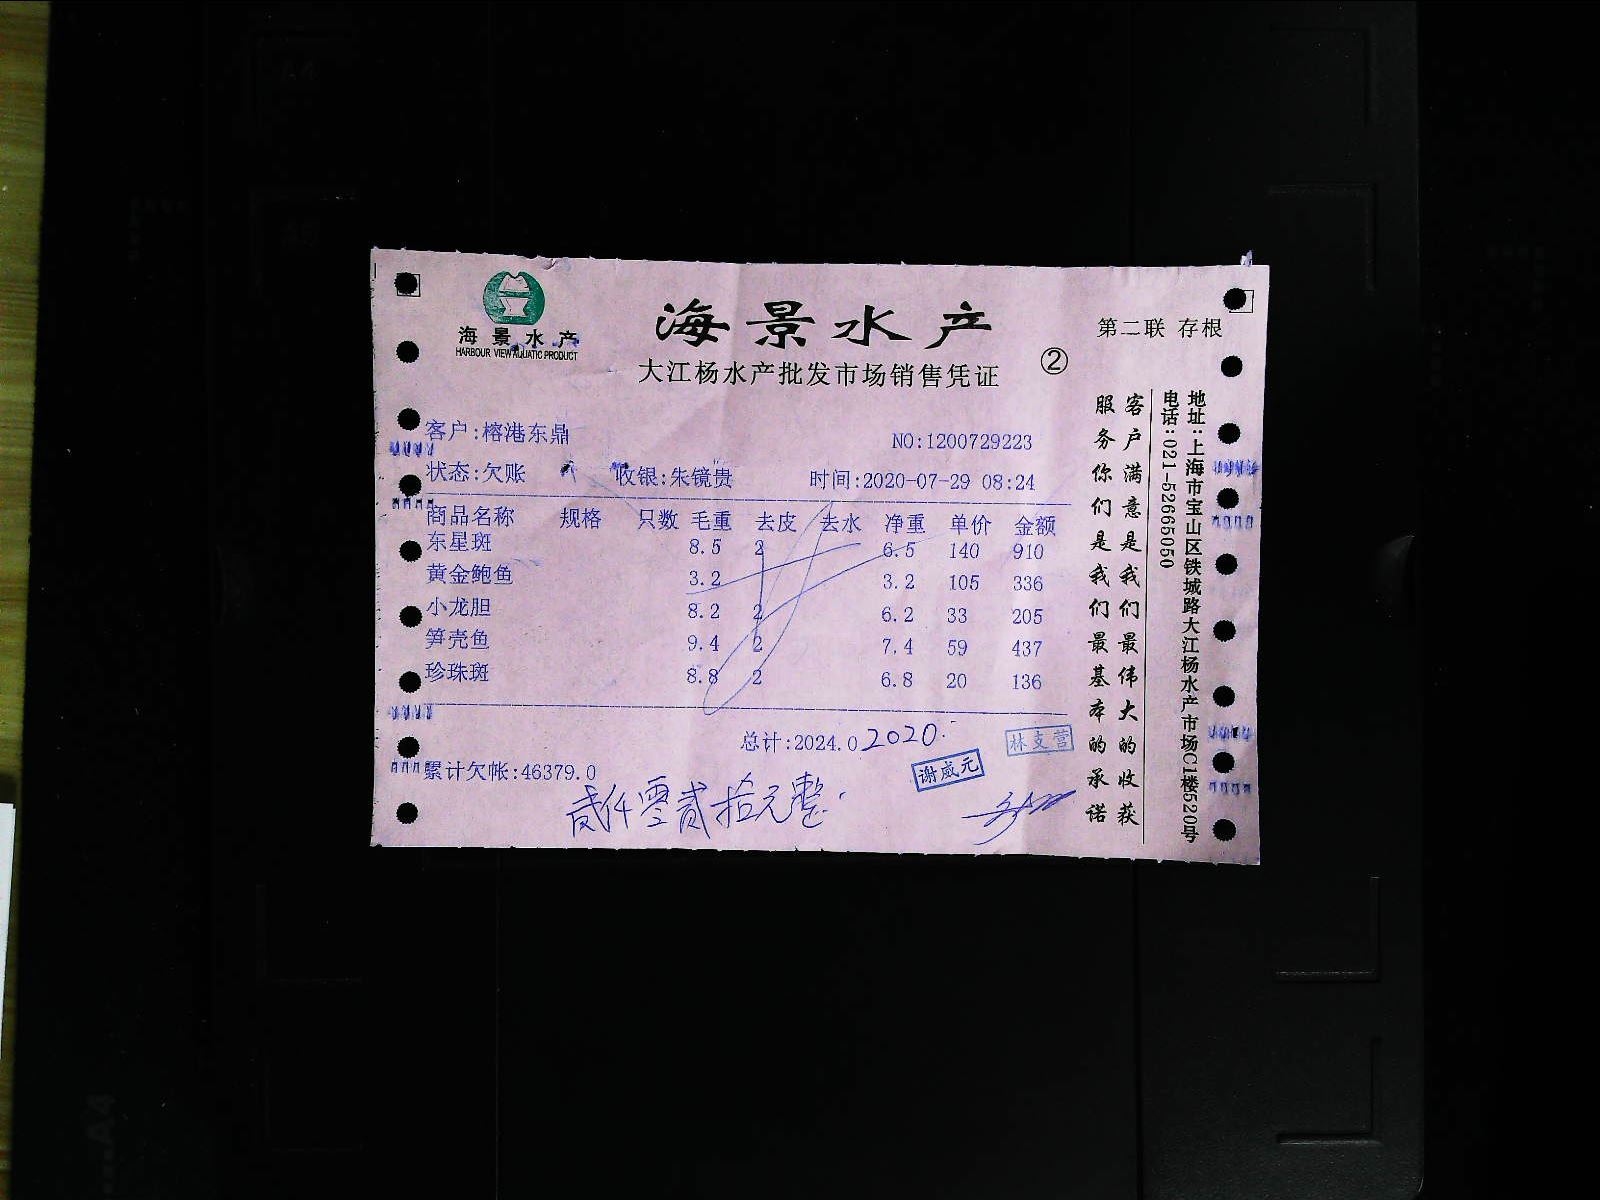 海景水产
HARBOUR VIEW AQUATIC PRODUCT
海景水产
大江杨水产批发市场销售凭证
②
第二联 存根
客户:榕港东鼎
NO:1200729223
状态:欠账 收银:朱镜贵 时间:2020-07-29 08:24
商品名称 规格 只数 毛重 去皮 去水 净重 单价 金额
东星斑 8.5 2 6.5 140 910
黄金鲍鱼 3.2 3.2 105 336
小龙胆 8.2 2 6.2 33 205
笋壳鱼 9.4 2 7.4 59 437
珍珠斑 8.8 2 6.8 20 136
总计:2024.0 2020.
林支营
谢威元
累计欠帐:46379.0
贰仟零贰拾元整.
客户满意是我们最伟大的收获
服务你们是我们最基本的承诺
地址:上海市宝山区铁城路大江杨水产市场C1楼520号
电话:021-52665050